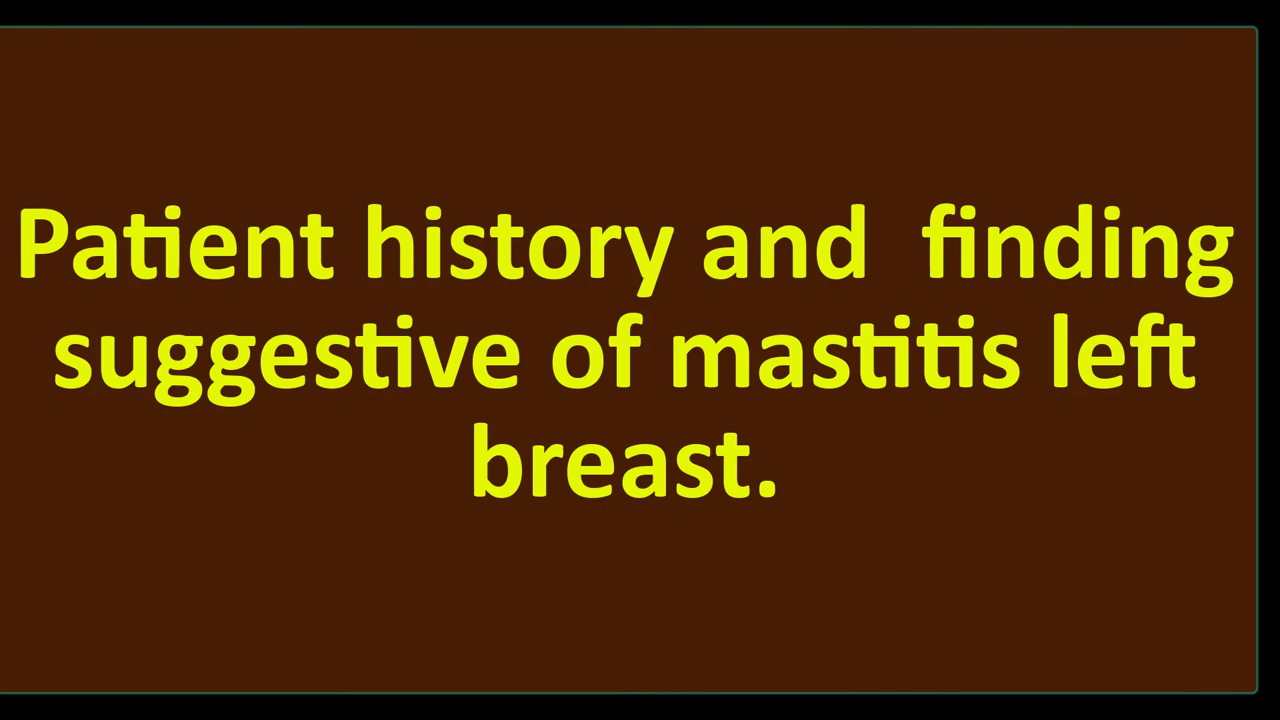 Patient history and  finding
suggestive of mastitis left
breast.